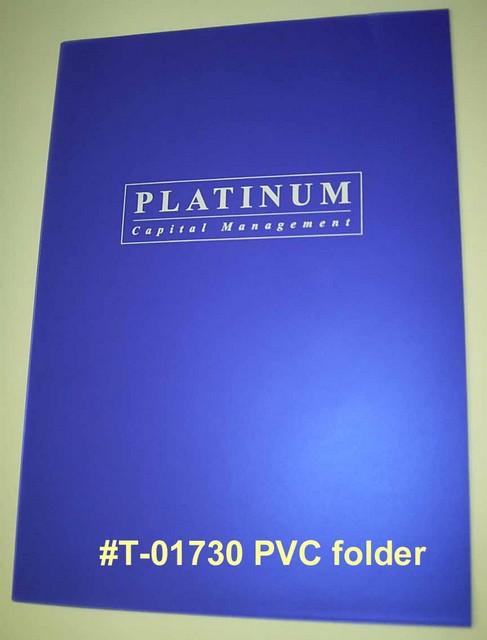 PLATINUM
Capital Management
#T-01730 PVC folder